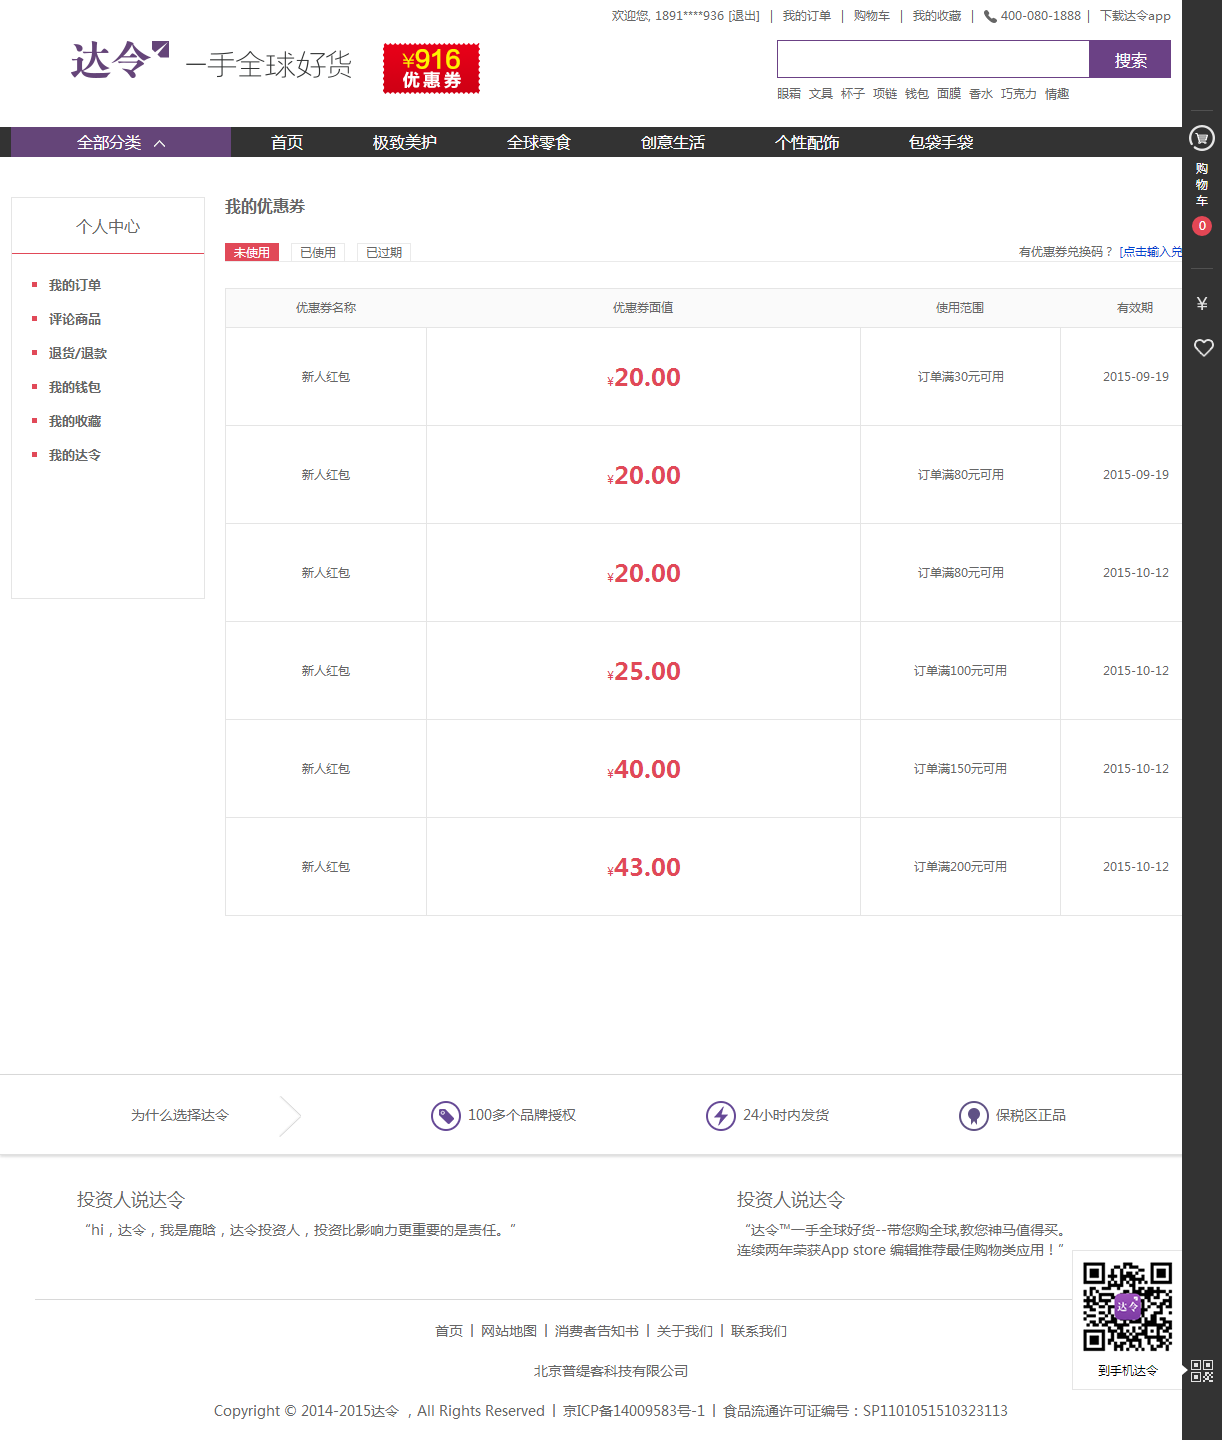 欢迎您, 1891****936 [退出] | 我的订单 | 购物车 | 我的收藏 | 400-080-1888 | 下载达令app
达令 一手全球好货
¥916
优惠券
搜索
眼霜 文具 杯子 项链 钱包 面膜 香水 巧克力 情趣
全部分类 首页 极致美护 全球零食 创意生活 个性配饰 包袋手袋
购
物
车
0
¥
个人中心
我的订单
评论商品
退货/退款
我的钱包
我的收藏
我的达令
我的优惠券
未使用 已使用 已过期 有优惠券兑换码？ [点击输入兑
优惠券名称 优惠券面值 使用范围 有效期
新人红包 ¥20.00 订单满30元可用 2015-09-19
新人红包 ¥20.00 订单满80元可用 2015-09-19
新人红包 ¥20.00 订单满80元可用 2015-10-12
新人红包 ¥25.00 订单满100元可用 2015-10-12
新人红包 ¥40.00 订单满150元可用 2015-10-12
新人红包 ¥43.00 订单满200元可用 2015-10-12
为什么选择达令 100多个品牌授权 24小时内发货 保税区正品
投资人说达令
“hi，达令，我是鹿晗，达令投资人，投资比影响力更重要的是责任。”
投资人说达令
“达令™一手全球好货--带您购全球,教您神马值得买。
连续两年荣获App store 编辑推荐最佳购物类应用！”
达令
到手机达令
首页 | 网站地图 | 消费者告知书 | 关于我们 | 联系我们
北京普缇客科技有限公司
Copyright © 2014-2015达令 ，All Rights Reserved | 京ICP备14009583号-1 | 食品流通许可证编号：SP1101051510323113